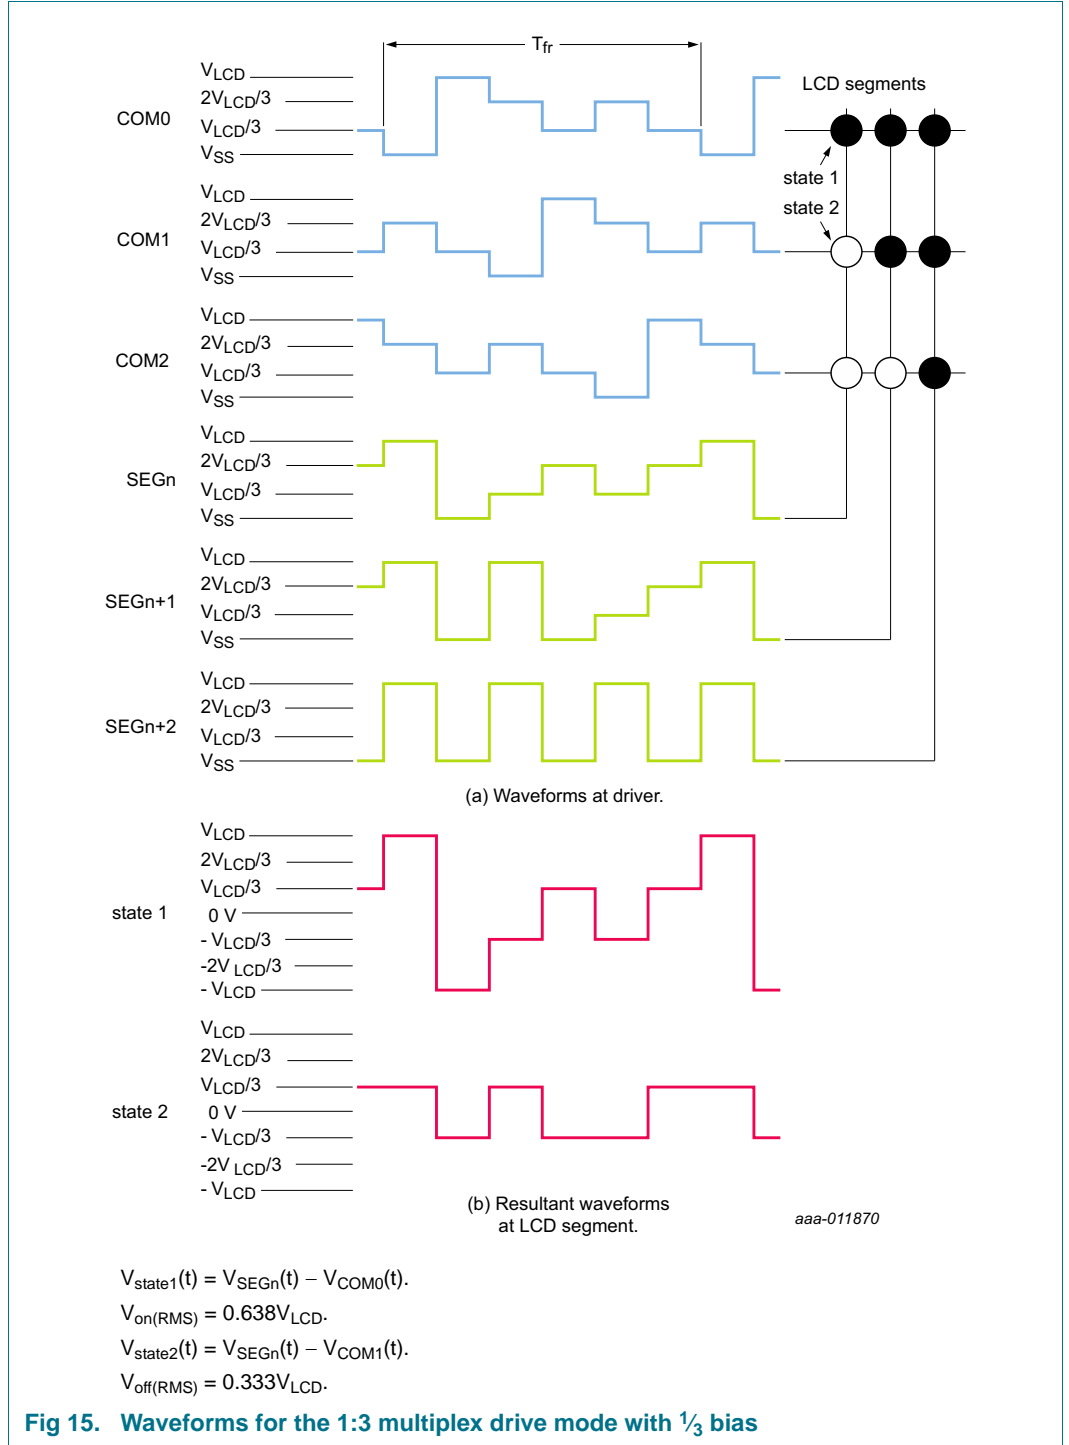 Tfr
VLCD
2VLCD/3
COM0
VLCD/3
VSS
LCD segments
state 1
state 2
VLCD
2VLCD/3
COM1
VLCD/3
VSS
VLCD
2VLCD/3
COM2
VLCD/3
VSS
VLCD
2VLCD/3
SEGn
VLCD/3
VSS
VLCD
2VLCD/3
SEGn+1
VLCD/3
VSS
VLCD
2VLCD/3
SEGn+2
VLCD/3
VSS
(a) Waveforms at driver.
VLCD
2VLCD/3
VLCD/3
state 1
0 V
- VLCD/3
-2V LCD/3
- VLCD
VLCD
2VLCD/3
VLCD/3
state 2
0 V
- VLCD/3
-2V LCD/3
- VLCD
(b) Resultant waveforms
at LCD segment.
aaa-011870
Vstate1(t) = VSEGn(t) − VCOM0(t).
Von(RMS) = 0.638VLCD.
Vstate2(t) = VSEGn(t) − VCOM1(t).
Voff(RMS) = 0.333VLCD.
Fig 15. Waveforms for the 1:3 multiplex drive mode with 1⁄3 bias